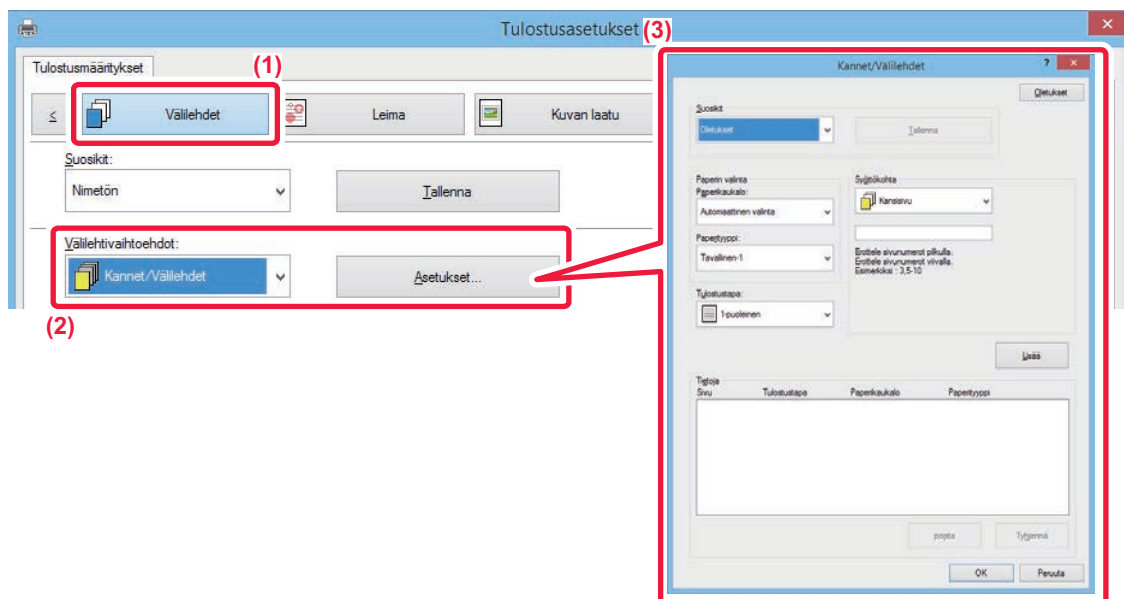 Tulostusasetukset
(3)
Tulostusmääritykset
(1)
<
Välilehdet
Leima
Kuvan laatu
Suosikit:
Nimetön
Tallenna
Välilehtivaihtoehdot:
Kannet/Välilehdet
Asetukset...
(2)
Kannet/Välilehdet
?
Oletukset
Suosikit
Oletukset
Tallenna
Paperin valinta
Paperikaukalo:
Automaattinen valinta
Paperityyppi:
Tavallinen-1
Tulostustapa:
1-puoleinen
Syöttökohta
Kansisivu
Erottele sivunumerot pilkulla.
Erottele sivunumerot viivalla.
Esimerkiksi : 3,5-10
Lisää
Tietoja
Sivu Tulostustapa Paperikaukalo Paperityyppi
poista Tyhjennä
OK Peruuta